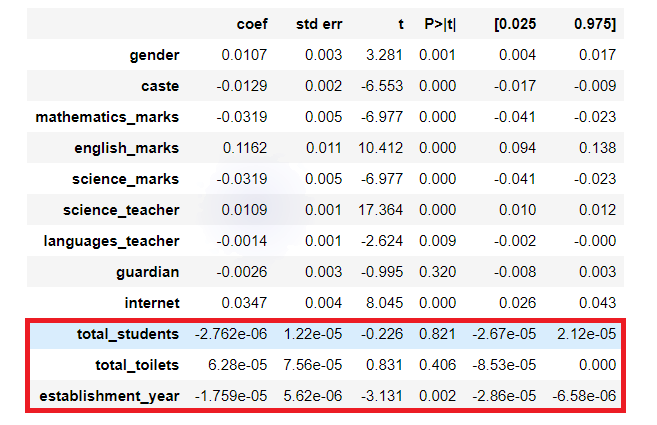 coef std err t P>|t| [0.025 0.975]
gender 0.0107 0.003 3.281 0.001 0.004 0.017
caste -0.0129 0.002 -6.553 0.000 -0.017 -0.009
mathematics_marks -0.0319 0.005 -6.977 0.000 -0.041 -0.023
english_marks 0.1162 0.011 10.412 0.000 0.094 0.138
science_marks -0.0319 0.005 -6.977 0.000 -0.041 -0.023
science_teacher 0.0109 0.001 17.364 0.000 0.010 0.012
languages_teacher -0.0014 0.001 -2.624 0.009 -0.002 -0.000
guardian -0.0026 0.003 -0.995 0.320 -0.008 0.003
internet 0.0347 0.004 8.045 0.000 0.026 0.043
total_students -2.762e-06 1.22e-05 -0.226 0.821 -2.67e-05 2.12e-05
total_toilets 6.28e-05 7.56e-05 0.831 0.406 -8.53e-05 0.000
establishment_year -1.759e-05 5.62e-06 -3.131 0.002 -2.86e-05 -6.58e-06